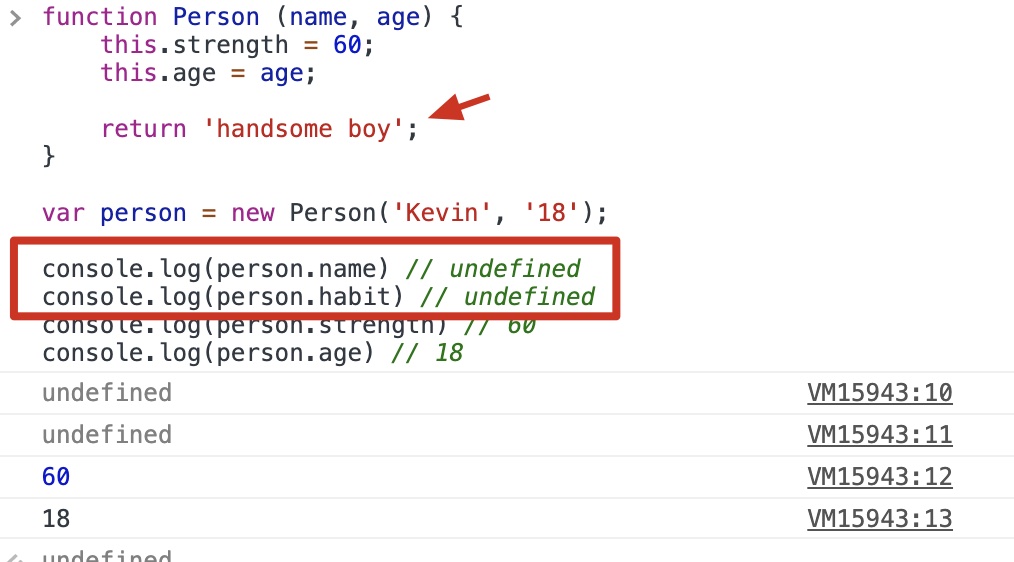 function Person (name, age) {
this.strength = 60;
this.age = age;
return 'handsome boy';
}
var person = new Person('Kevin', '18');
console.log(person.name) // undefined
console.log(person.habit) // undefined
console.log(person.strength) // 60
console.log(person.age) // 18
undefined VM15943:10
undefined VM15943:11
60 VM15943:12
18 VM15943:13
undefined